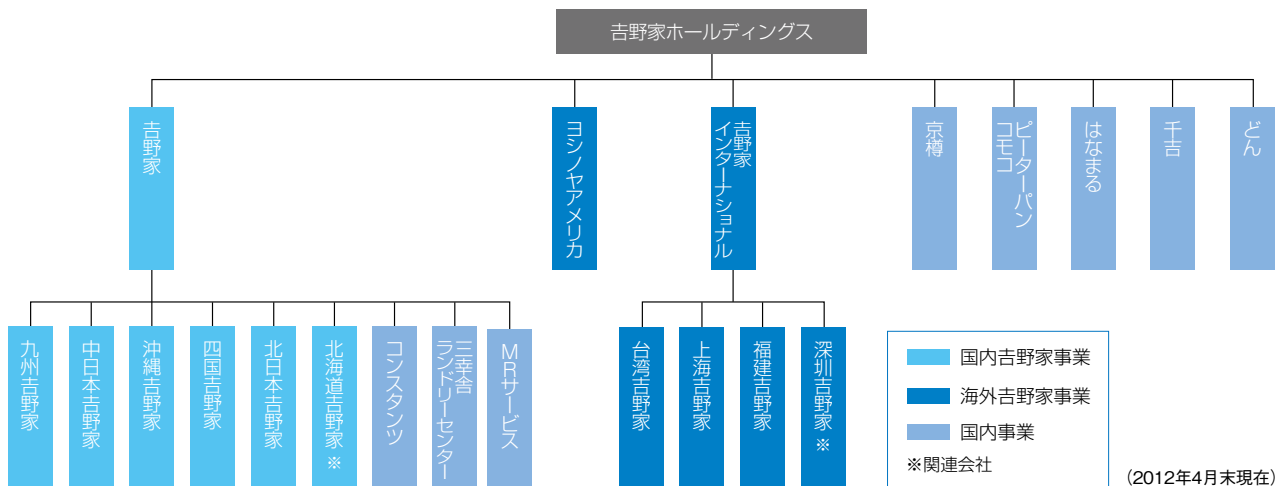 吉野家ホールディングス
吉野家
ヨシノヤアメリカ
吉野家
インターナショナル
京樽
ピーターパン
コモコ
はなまる
千吉
どん
九州吉野家
中日本吉野家
沖縄吉野家
四国吉野家
北日本吉野家
北海道吉野家※
コンスタンツ
三幸舎
ランドリーセンター
MRサービス
台湾吉野家
上海吉野家
福建吉野家
深圳吉野家※
国内吉野家事業
海外吉野家事業
国内事業
※関連会社
(2012年4月末現在)